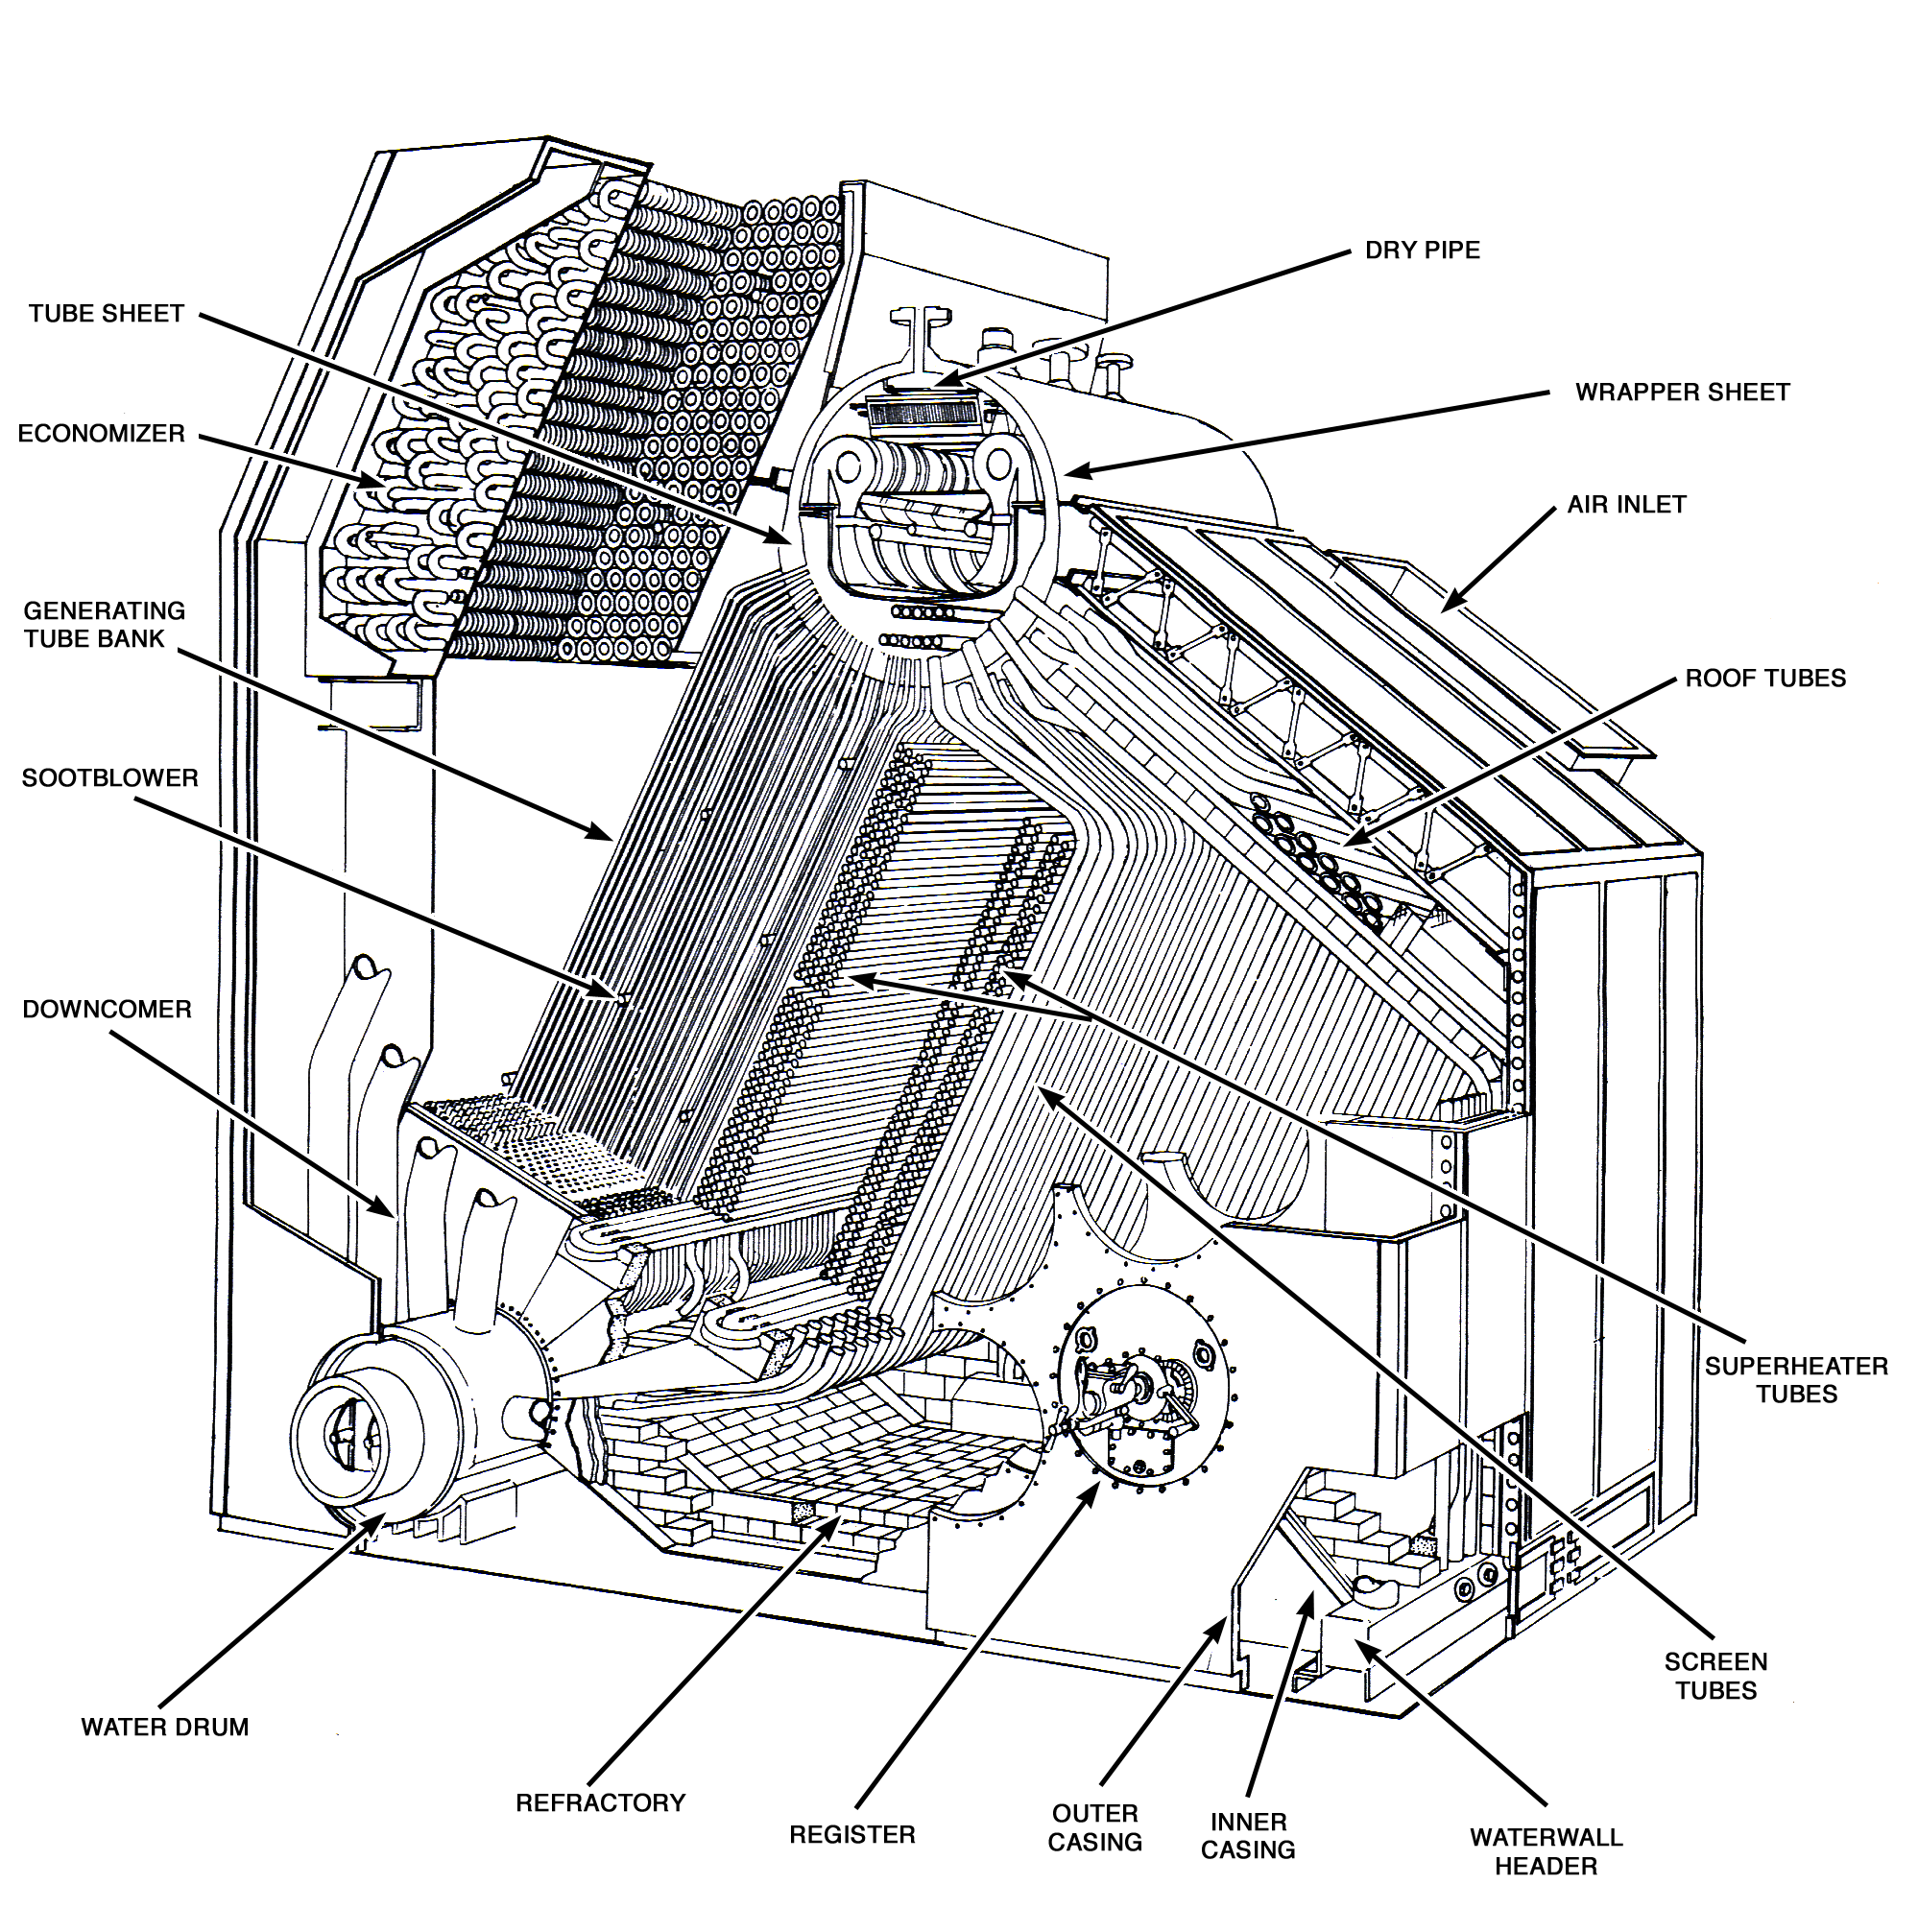 DRY PIPE
TUBE SHEET
WRAPPER SHEET
ECONOMIZER
AIR INLET
GENERATING
TUBE BANK
ROOF TUBES
SOOTBLOWER
DOWNCOMER
SUPERHEATER
TUBES
SCREEN
TUBES
WATER DRUM
REFRACTORY
REGISTER
OUTER
CASING
INNER
CASING
WATERWALL
HEADER